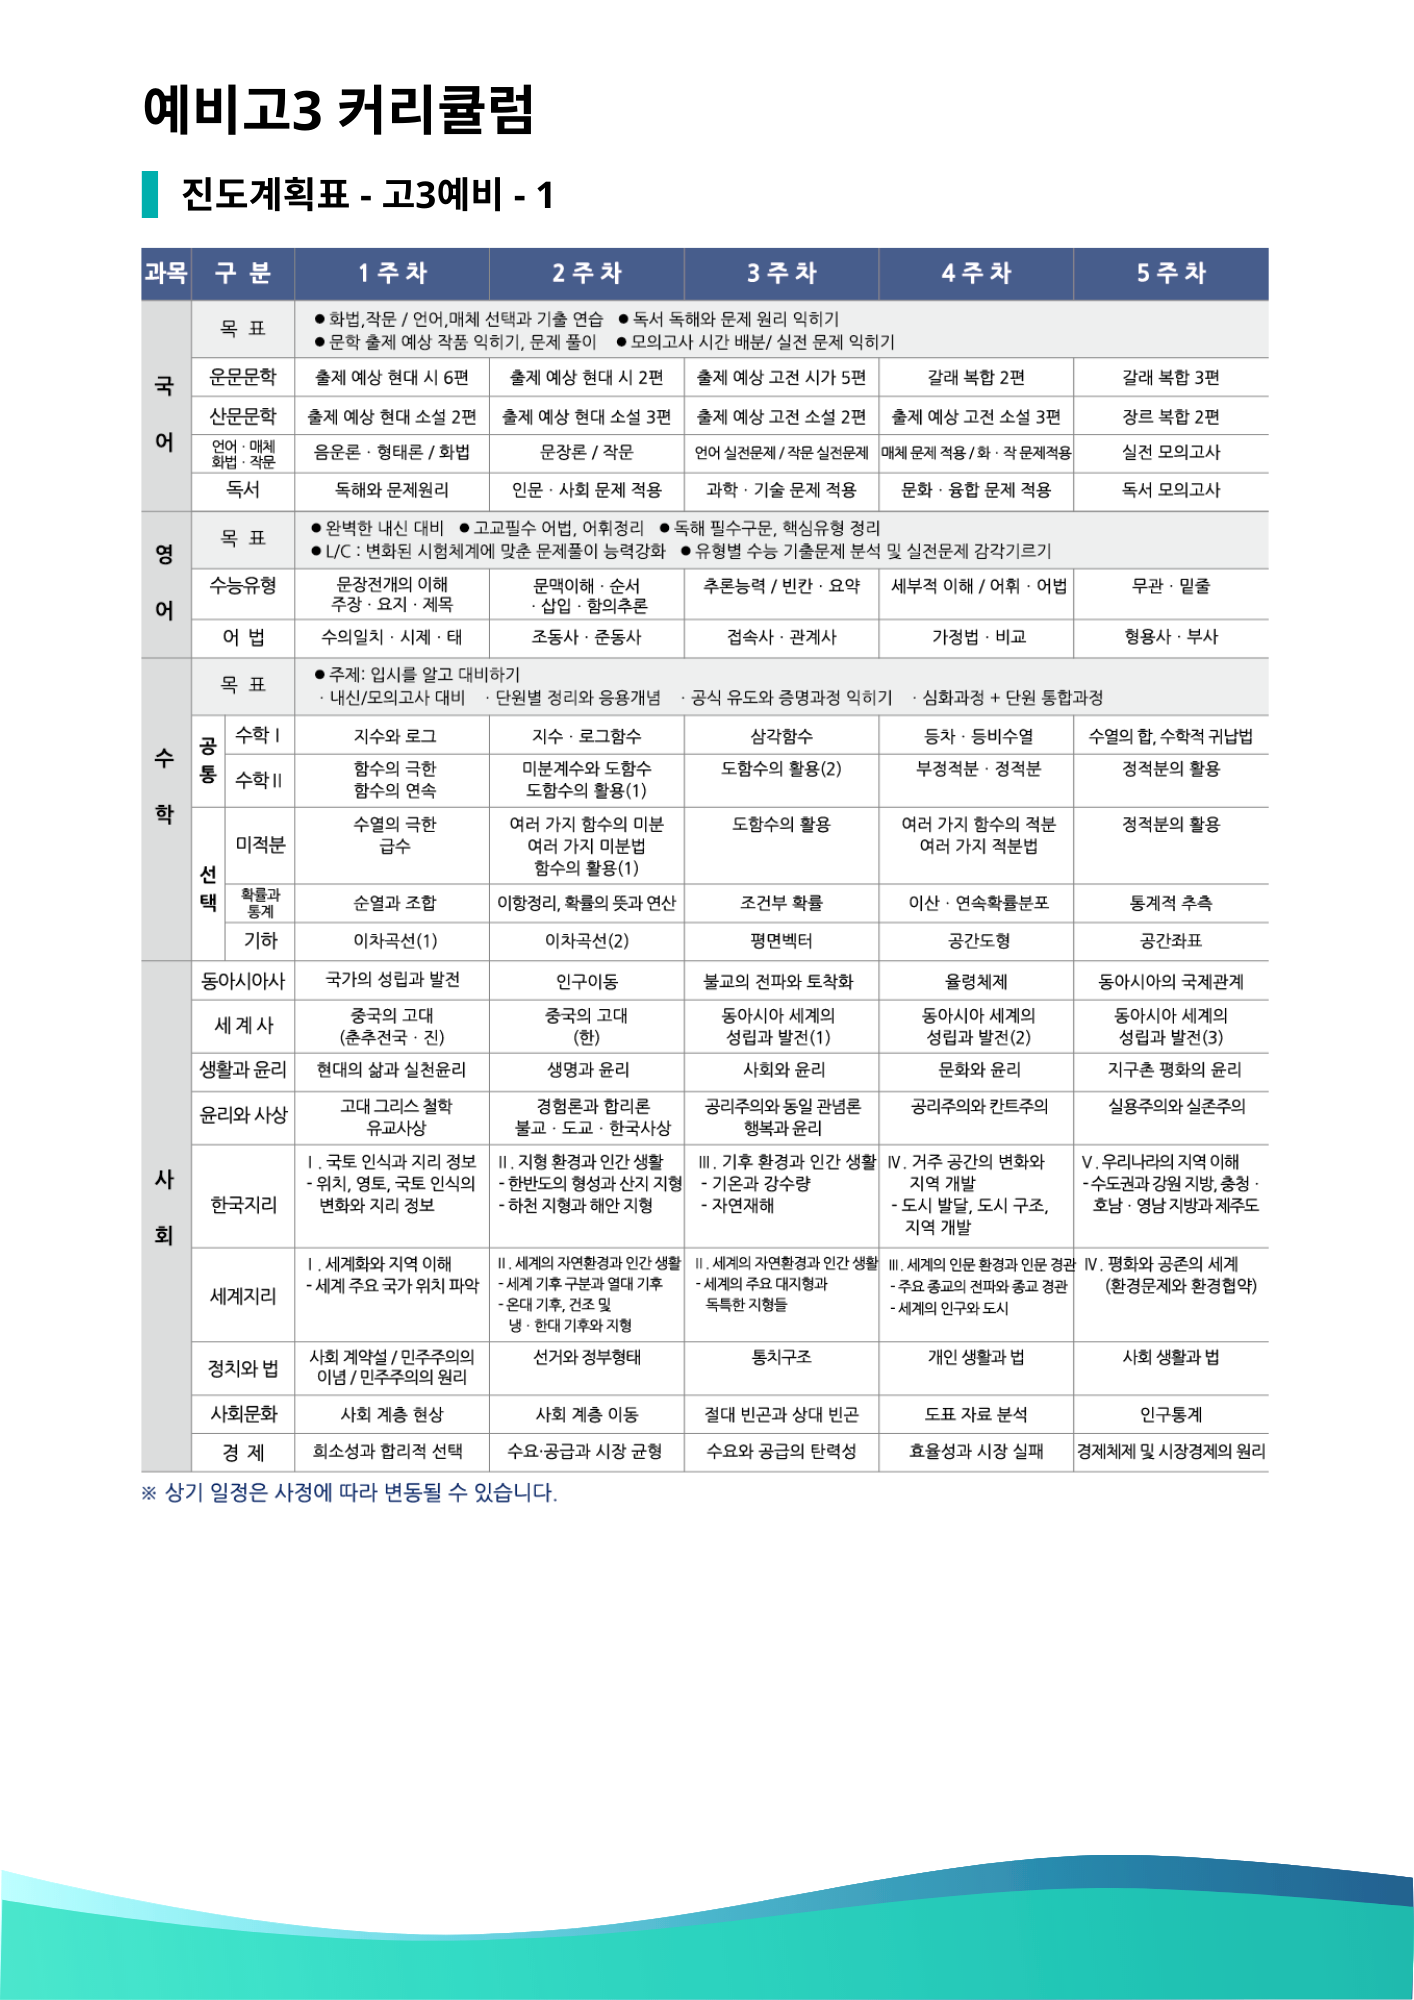 예비고3 커리큘럼
진도계획표 - 고3예비 - 1
과목 구 분 1 주 차 2 주 차 3 주 차 4 주 차 5 주 차
국어
목 표
● 화법,작문 / 언어,매체 선택과 기출 연습 ● 독서 독해와 문제 원리 익히기
● 문학 출제 예상 작품 익히기, 문제 풀이 ● 모의고사 시간 배분/ 실전 문제 익히기
운문문학 출제 예상 현대 시 6편 출제 예상 현대 시 2편 출제 예상 고전 시가 5편 갈래 복합 2편 갈래 복합 3편
산문문학 출제 예상 현대 소설 2편 출제 예상 현대 소설 3편 출제 예상 고전 소설 2편 출제 예상 고전 소설 3편 장르 복합 2편
언어 · 매체
화법 · 작문
음운론 · 형태론 / 화법 문장론 / 작문 언어 실전문제 / 작문 실전문제 매체 문제 적용 / 화 · 작 문제적용 실전 모의고사
독서 독해와 문제원리 인문 · 사회 문제 적용 과학 · 기술 문제 적용 문화 · 융합 문제 적용 독서 모의고사
영어
목 표
● 완벽한 내신 대비 ● 고교필수 어법, 어휘정리 ● 독해 필수구문, 핵심유형 정리
● L/C : 변화된 시험체계에 맞춘 문제풀이 능력강화 ● 유형별 수능 기출문제 분석 및 실전문제 감각기르기
수능유형
문장전개의 이해
주장 · 요지 · 제목
문맥이해 · 순서
· 삽입 · 함의추론
추론능력 / 빈칸 · 요약
세부적 이해 / 어휘 · 어법
무관 · 밑줄
어 법 수의일치 · 시제 · 태 조동사 · 준동사 접속사 · 관계사 가정법 · 비교 형용사 · 부사
수학
목 표
● 주제: 입시를 알고 대비하기
· 내신/모의고사 대비 · 단원별 정리와 응용개념 · 공식 유도와 증명과정 익히기 · 심화과정 + 단원 통합과정
공통
수학Ⅰ 지수와 로그 지수 · 로그함수 삼각함수 등차 · 등비수열 수열의 합, 수학적 귀납법
수학Ⅱ
함수의 극한
함수의 연속
미분계수와 도함수
도함수의 활용(1)
도함수의 활용(2)
부정적분 · 정적분
정적분의 활용
선택
미적분
수열의 극한
급수
여러 가지 함수의 미분
여러 가지 미분법
함수의 활용(1)
도함수의 활용
여러 가지 함수의 적분
여러 가지 적분법
정적분의 활용
확률과
통계
순열과 조합 이항정리, 확률의 뜻과 연산 조건부 확률 이산 · 연속확률분포 통계적 추측
기하 이차곡선(1) 이차곡선(2) 평면벡터 공간도형 공간좌표
사회
동아시아사 국가의 성립과 발전 인구이동 불교의 전파와 토착화 율령체제 동아시아의 국제관계
세 계 사
중국의 고대
(춘추전국 · 진)
중국의 고대
(한)
동아시아 세계의
성립과 발전(1)
동아시아 세계의
성립과 발전(2)
동아시아 세계의
성립과 발전(3)
생활과 윤리 현대의 삶과 실천윤리 생명과 윤리 사회와 윤리 문화와 윤리 지구촌 평화의 윤리
윤리와 사상
고대 그리스 철학
유교사상
경험론과 합리론
불교 · 도교 · 한국사상
공리주의와 동일 관념론
행복과 윤리
공리주의와 칸트주의
실용주의와 실존주의
한국지리
Ⅰ. 국토 인식과 지리 정보
- 위치, 영토, 국토 인식의
변화와 지리 정보
Ⅱ. 지형 환경과 인간 생활
- 한반도의 형성과 산지 지형
- 하천 지형과 해안 지형
Ⅲ. 기후 환경과 인간 생활
- 기온과 강수량
- 자연재해
Ⅳ. 거주 공간의 변화와
지역 개발
- 도시 발달, 도시 구조,
지역 개발
Ⅴ. 우리나라의 지역 이해
- 수도권과 강원 지방, 충청 ·
호남 · 영남 지방과 제주도
세계지리
Ⅰ. 세계화와 지역 이해
- 세계 주요 국가 위치 파악
Ⅱ. 세계의 자연환경과 인간 생활
- 세계 기후 구분과 열대 기후
- 온대 기후, 건조 및
냉 · 한대 기후와 지형
Ⅱ. 세계의 자연환경과 인간 생활
- 세계의 주요 대지형과
독특한 지형들
Ⅲ. 세계의 인문 환경과 인문 경관
- 주요 종교의 전파와 종교 경관
- 세계의 인구와 도시
Ⅳ. 평화와 공존의 세계
(환경문제와 환경협약)
정치와 법
사회 계약설 / 민주주의의
이념 / 민주주의의 원리
선거와 정부형태
통치구조
개인 생활과 법
사회 생활과 법
사회문화 사회 계층 현상 사회 계층 이동 절대 빈곤과 상대 빈곤 도표 자료 분석 인구통계
경 제 희소성과 합리적 선택 수요·공급과 시장 균형 수요와 공급의 탄력성 효율성과 시장 실패 경제체제 및 시장경제의 원리
※ 상기 일정은 사정에 따라 변동될 수 있습니다.